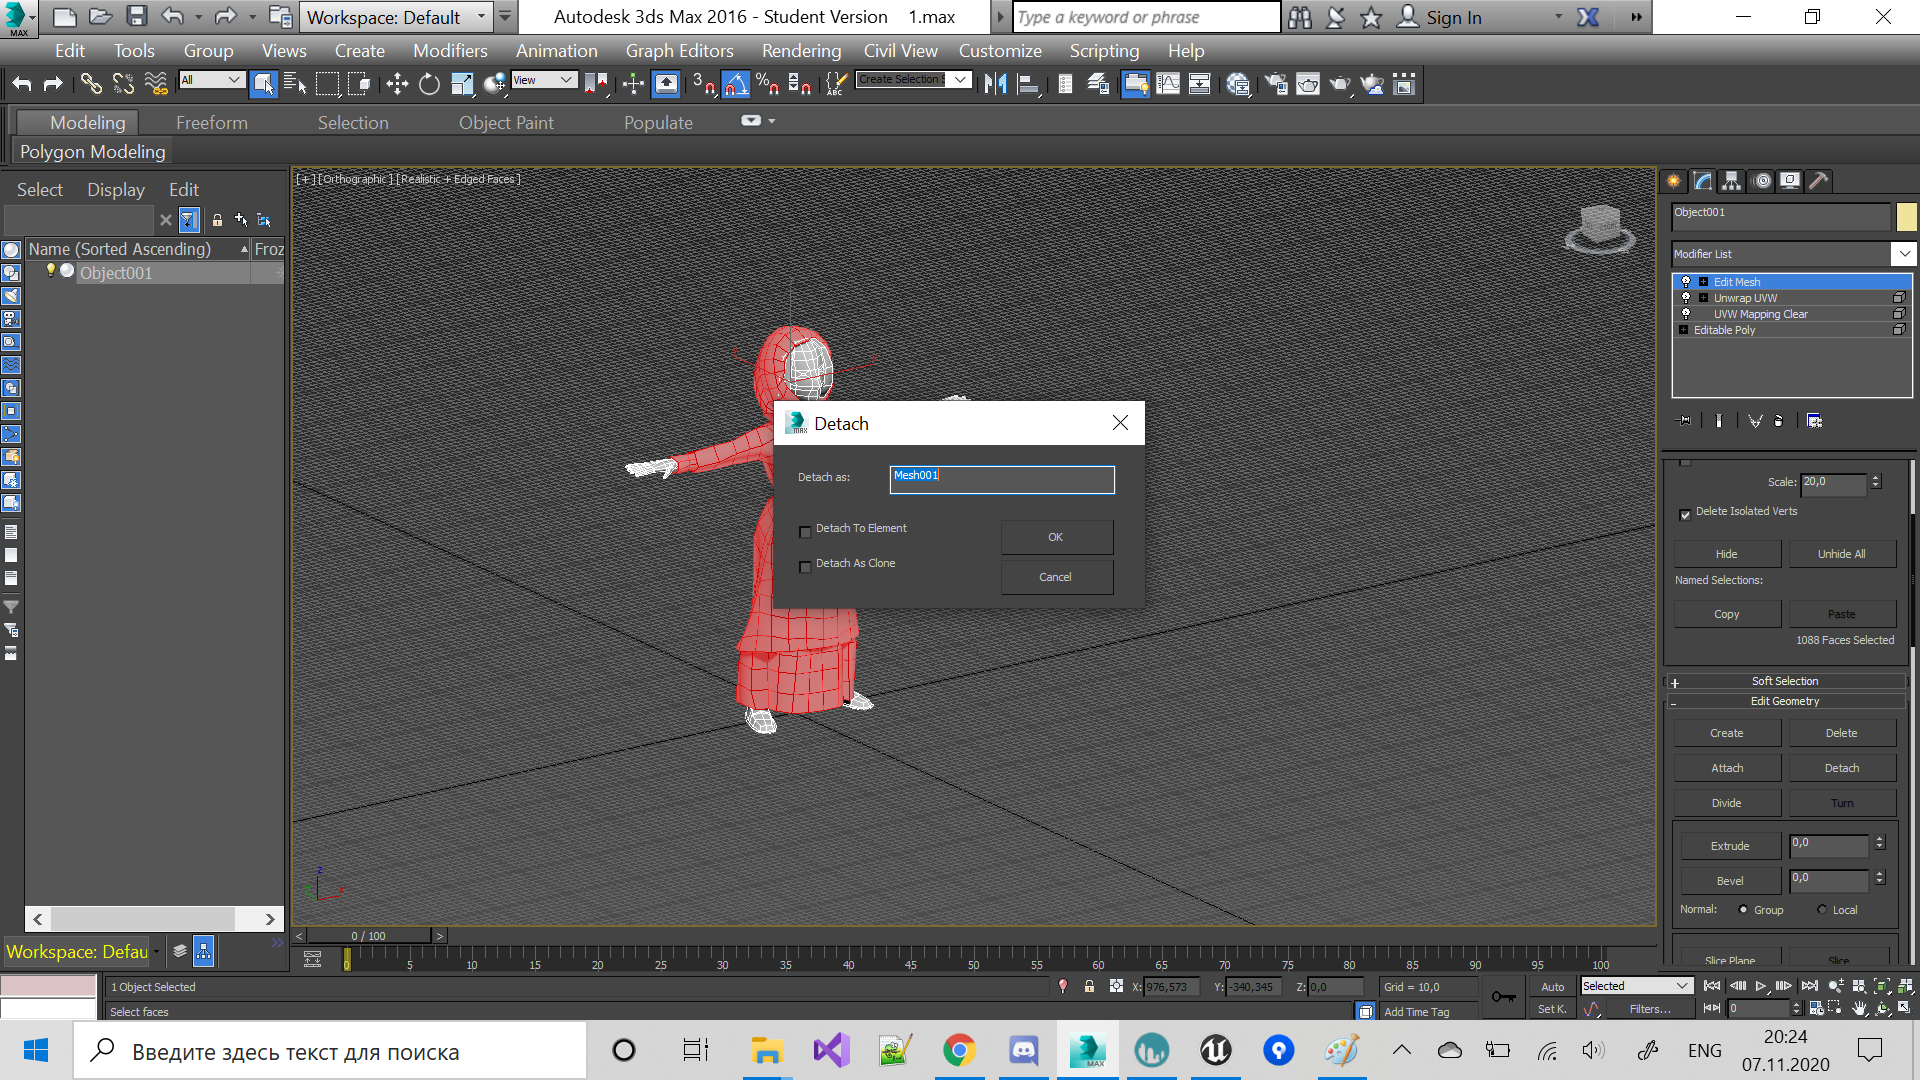 Workspace: Default
Autodesk 3ds Max 2016 - Student Version 1.max
Type a keyword or phrase
Sign In
MAX
Edit Tools Group Views Create Modifiers Animation Graph Editors Rendering Civil View Customize Scripting Help
All
View
3
ABC
Create Selection S
Modeling Freeform Selection Object Paint Populate
Polygon Modeling
Select Display Edit
Name (Sorted Ascending) Froz
Object001
[+] [Orthographic ] [Realistic + Edged Faces ]
Detach
Detach as: Mesh001
Detach To Element
Detach As Clone
OK
Cancel
Object001
Modifier List
Edit Mesh
Unwrap UVW
UVW Mapping Clear
Editable Poly
Scale: 20,0
Delete Isolated Verts
Hide Unhide All
Named Selections:
Copy Paste
1088 Faces Selected
+ Soft Selection
- Edit Geometry
Create Delete
Attach Detach
Divide Turn
Extrude 0,0
Bevel 0,0
Normal: Group Local
Slice Plane Slice
z
x
< 0 / 100 >
Workspace: Defau
0 5 10 15 20 25 30 35 40 45 50 55 60 65 70 75 80 85 90 95 100
1 Object Selected
X: 976,573 Y: -340,345 Z: 0,0
Grid = 10,0
Auto Selected
Select faces
Add Time Tag
Set K. Filters...
0
Введите здесь текст для поиска
MAX
ENG
20:24
07.11.2020